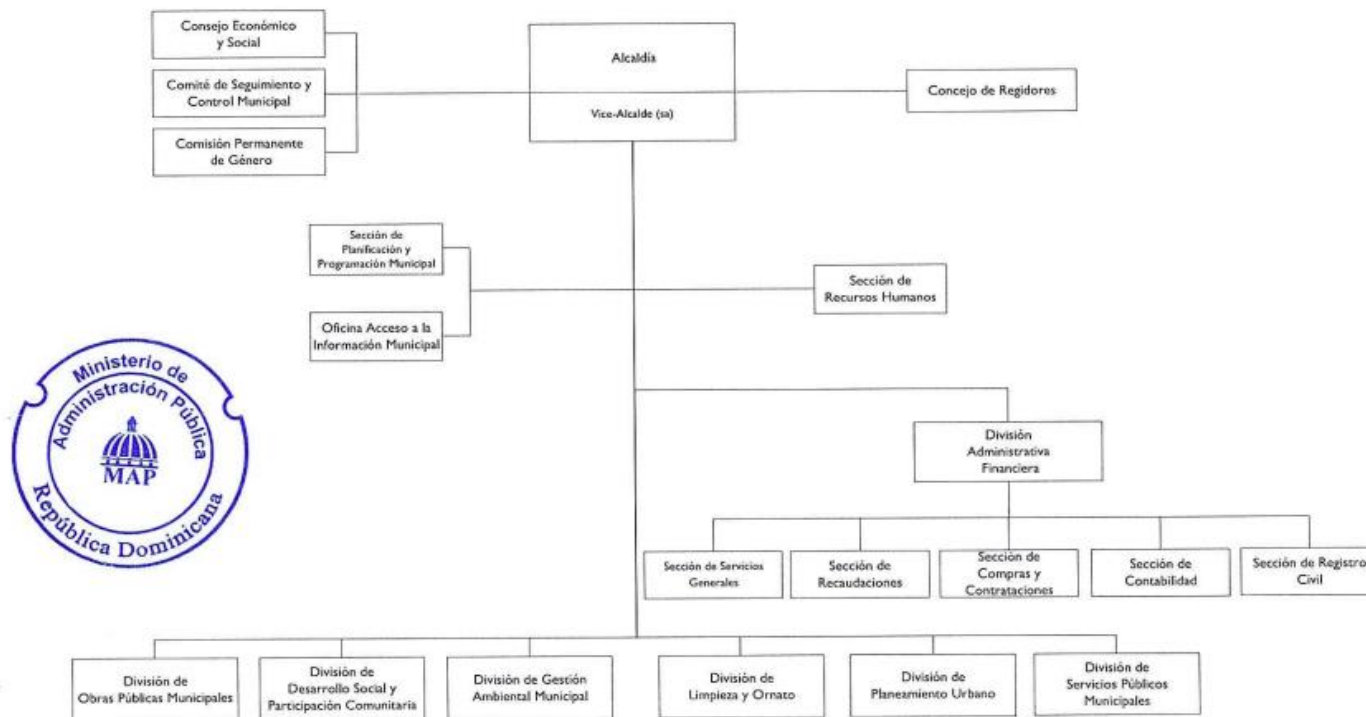 Consejo Económico
y Social
Alcaldía
Comité de Seguimiento y
Control Municipal
Concejo de Regidores
Vice-Alcalde (sa)
Comisión Permanente
de Género
Sección de
Planificación y
Programación Municipal
Sección de
Recursos Humanos
Oficina Acceso a la
Información Municipal
Ministerio de
Administración Pública
MAP
República Dominicana
División
Administrativa
Financiera
Sección de Servicios
Generales
Sección de
Recaudaciones
Sección de
Compras y
Contrataciones
Sección de
Contabilidad
Sección de Registro
Civil
División de
Obras Públicas Municipales
División de
Desarrollo Social y
Participación Comunitaria
División de Gestión
Ambiental Municipal
División de
Limpieza y Ornato
División de
Planeamiento Urbano
División de
Servicios Públicos
Municipales